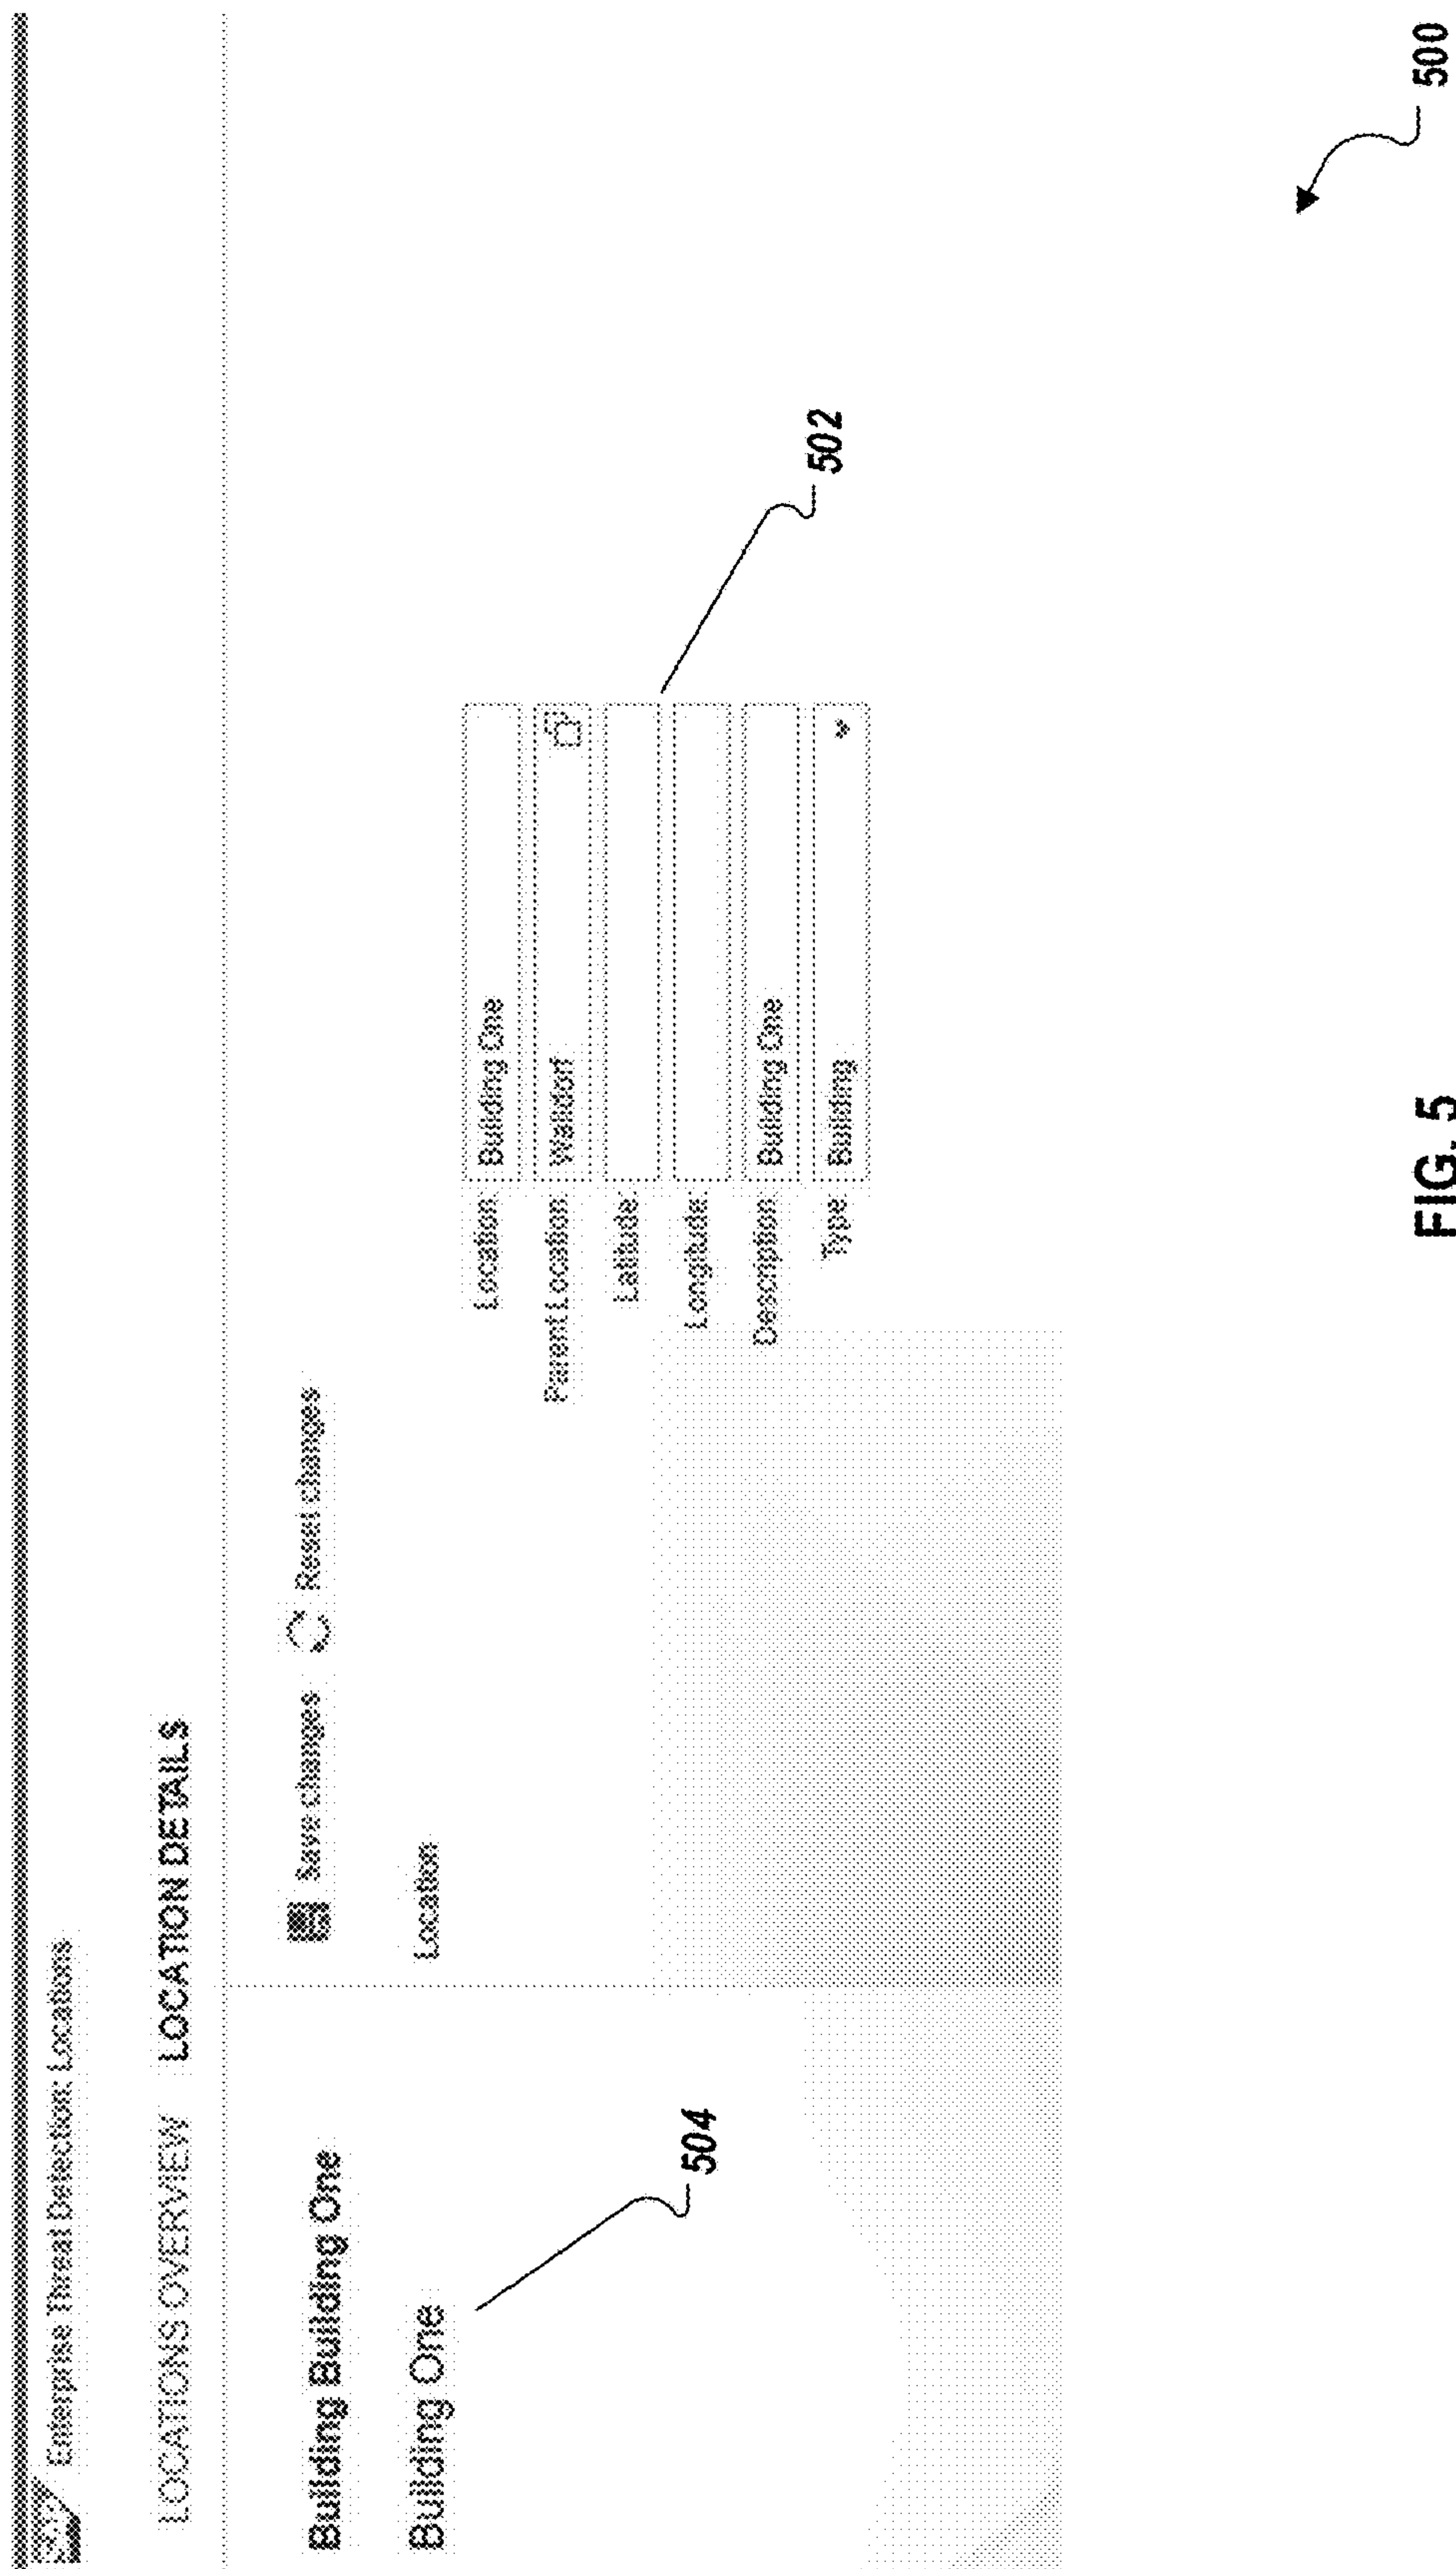 Enterprise Threat Detection: Locations
LOCATIONS OVERVIEW LOCATION DETAILS
Building Building One
Building One
504
Save changes Reset changes
Location
Location Building One
Parent Location Walldorf
Latitude
Longitude
Description Building One
Type Building
502
500
FIG. 5